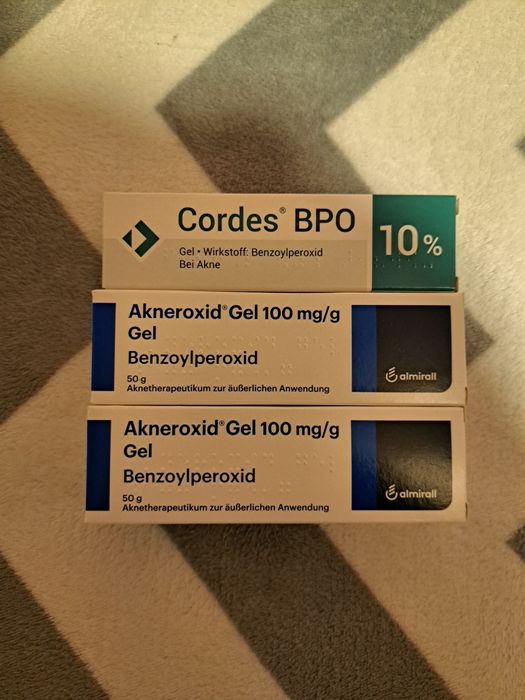 Cordes® BPO
10%
Gel • Wirkstoff: Benzoylperoxid
Bei Akne
Akneroxid® Gel 100 mg/g
Gel
Benzoylperoxid
50 g
Aknetherapeutikum zur äußerlichen Anwendung
almirall
Akneroxid® Gel 100 mg/g
Gel
Benzoylperoxid
50 g
Aknetherapeutikum zur äußerlichen Anwendung
almirall